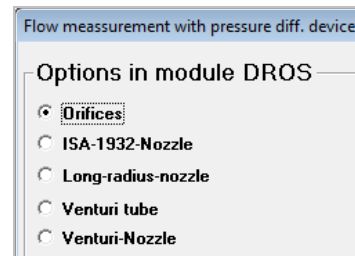 Flow meassurement with pressure diff. device
Options in module DROS
Orifices
ISA-1932-Nozzle
Long-radius-nozzle
Venturi tube
Venturi-Nozzle